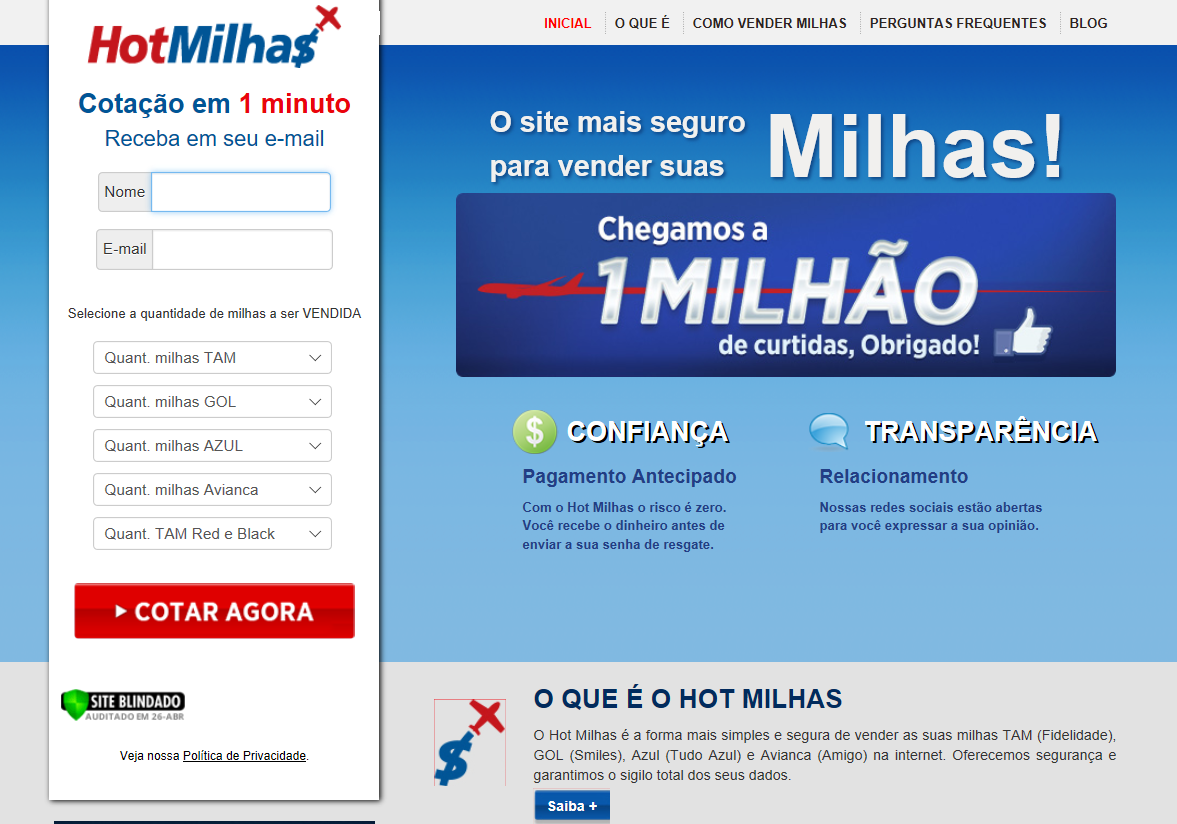 HotMilha$
INICIAL
O QUE É
COMO VENDER MILHAS
PERGUNTAS FREQUENTES
BLOG
Cotação em 1 minuto
Receba em seu e-mail
Nome
E-mail
Selecione a quantidade de milhas a ser VENDIDA
Quant. milhas TAM
Quant. milhas GOL
Quant. milhas AZUL
Quant. milhas Avianca
Quant. TAM Red e Black
COTAR AGORA
SITE BLINDADO
AUDITADO EM 26-ABR
Veja nossa Política de Privacidade.
O site mais seguro
para vender suas
Milhas!
Chegamos a
1 MILHÃO
de curtidas, Obrigado!
$ CONFIANÇA
Pagamento Antecipado
Com o Hot Milhas o risco é zero.
Você recebe o dinheiro antes de
enviar a sua senha de resgate.
TRANSPARÊNCIA
Relacionamento
Nossas redes sociais estão abertas
para você expressar a sua opinião.
$
O QUE É O HOT MILHAS
O Hot Milhas é a forma mais simples e segura de vender as suas milhas TAM (Fidelidade),
GOL (Smiles), Azul (Tudo Azul) e Avianca (Amigo) na internet. Oferecemos segurança e
garantimos o sigilo total dos seus dados.
Saiba +